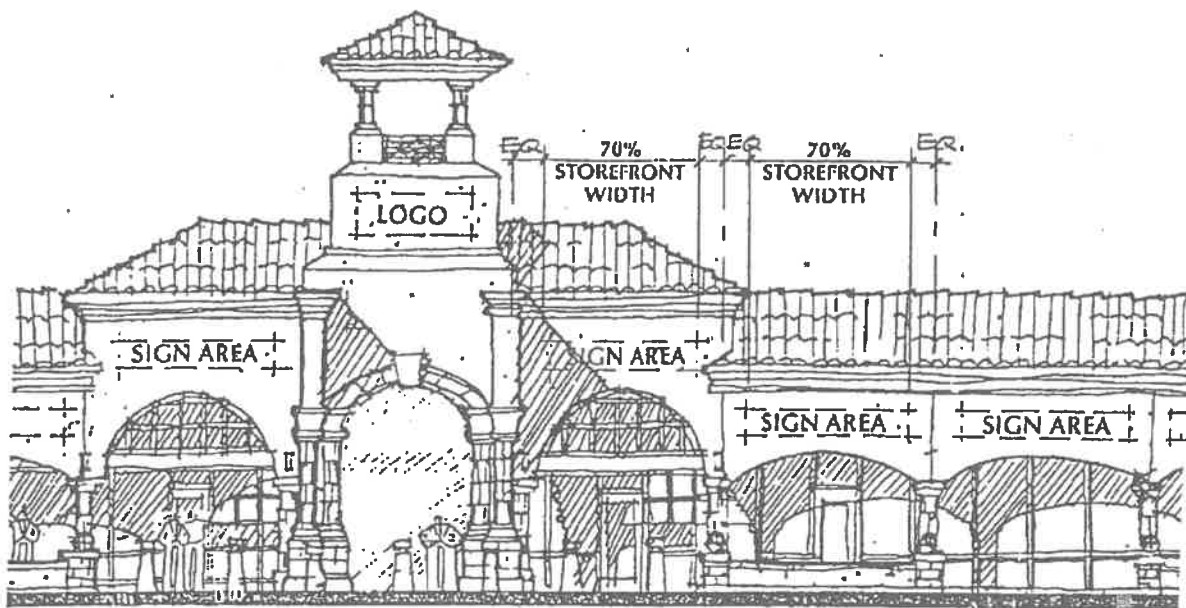 EQ
70%
STOREFRONT
WIDTH
EQ
EQ
70%
STOREFRONT
WIDTH
EQ.
LOGO
SIGN AREA
SIGN AREA
SIGN AREA
SIGN AREA